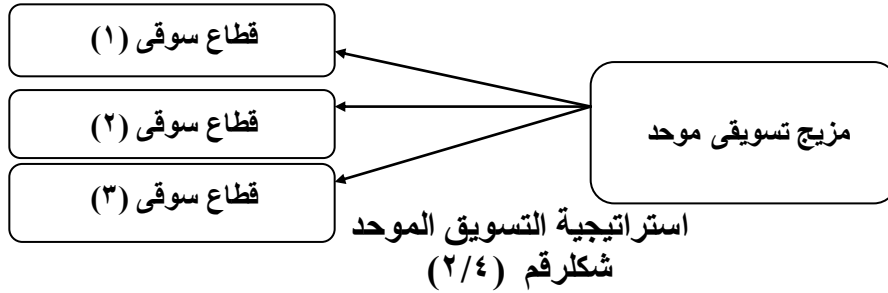 قطاع سوقى (١)
قطاع سوقى (٢)
قطاع سوقى (٣)
مزيج تسويقى موحد
استراتيجية التسويق الموحد
شكلرقم (٢/٤)